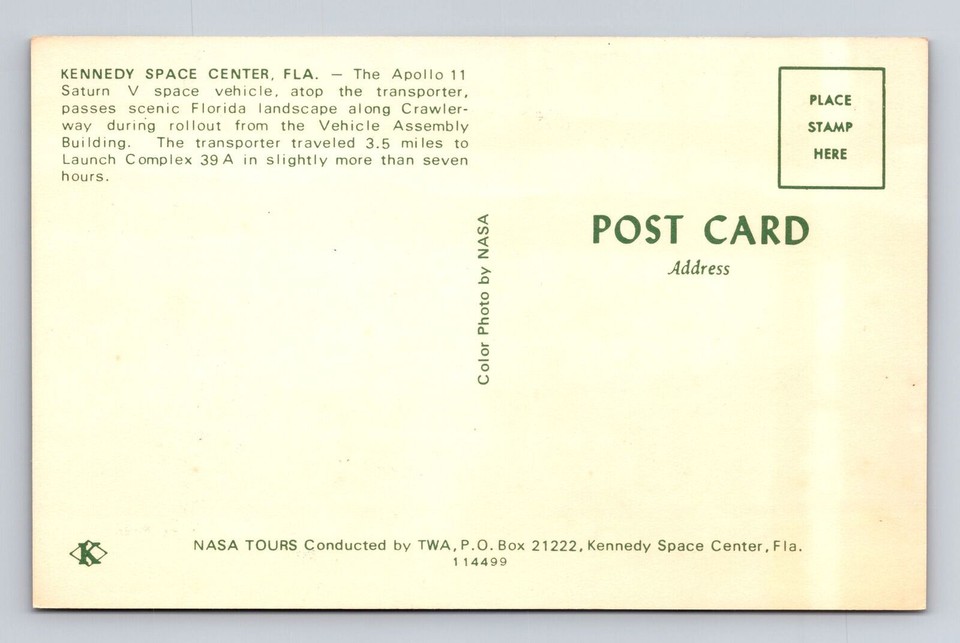 KENNEDY SPACE CENTER, FLA. — The Apollo 11
Saturn V space vehicle, atop the transporter,
passes scenic Florida landscape along Crawler-
way during rollout from the Vehicle Assembly
Building. The transporter traveled 3.5 miles to
Launch Complex 39A in slightly more than seven
hours.
PLACE
STAMP
HERE
POST CARD
Address
Color Photo by NASA
K
NASA TOURS Conducted by TWA, P.O. Box 21222, Kennedy Space Center, Fla.
114499